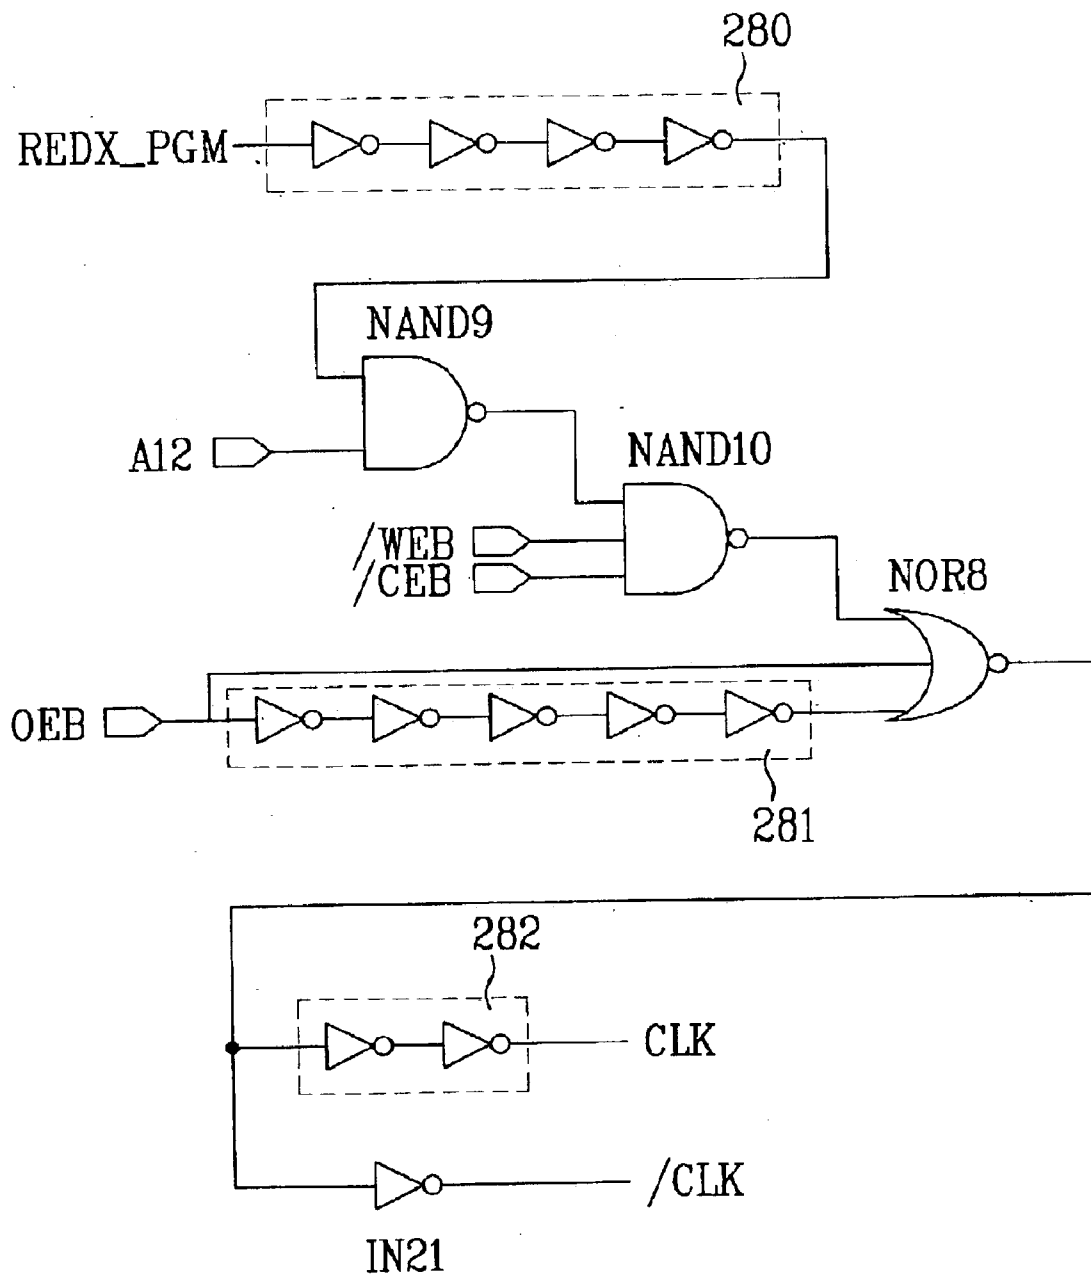 280
REDX_PGM
NAND9
A12
NAND10
/WEB
/CEB
NOR8
OEB
281
282
CLK
/CLK
IN21